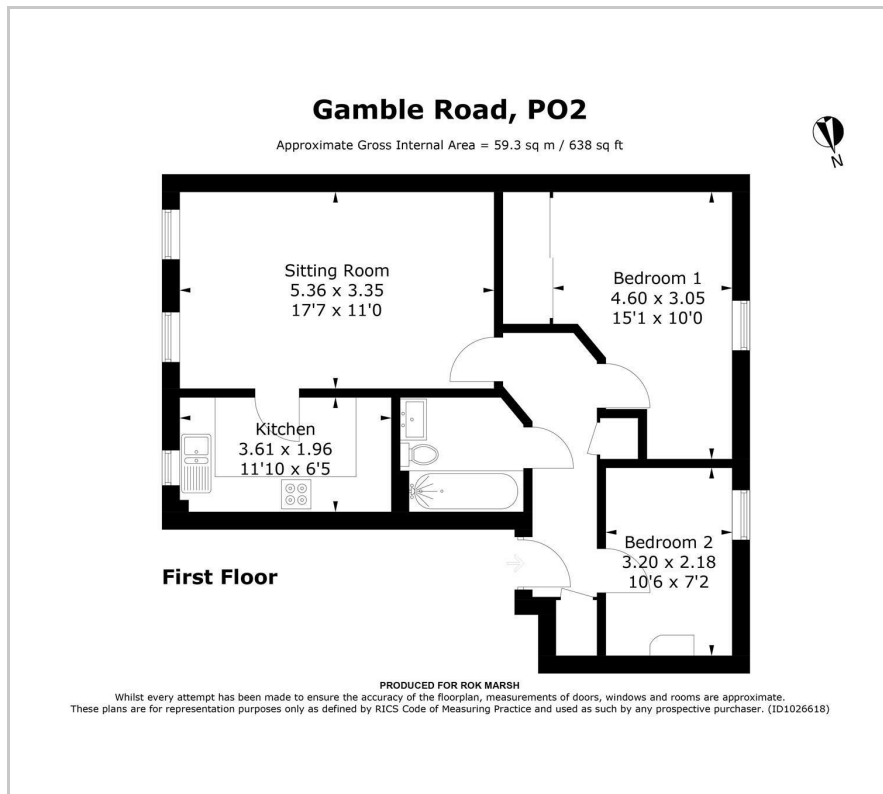 Gamble Road, PO2
Approximate Gross Internal Area = 59.3 sq m / 638 sq ft
N
Sitting Room
5.36 x 3.35
17'7 x 11'0
Bedroom 1
4.60 x 3.05
15'1 x 10'0
Kitchen
3.61 x 1.96
11'10 x 6'5
Bedroom 2
3.20 x 2.18
10'6 x 7'2
First Floor
PRODUCED FOR ROK MARSH
Whilst every attempt has been made to ensure the accuracy of the floorplan, measurements of doors, windows and rooms are approximate.
These plans are for representation purposes only as defined by RICS Code of Measuring Practice and used as such by any prospective purchaser. (ID1026618)